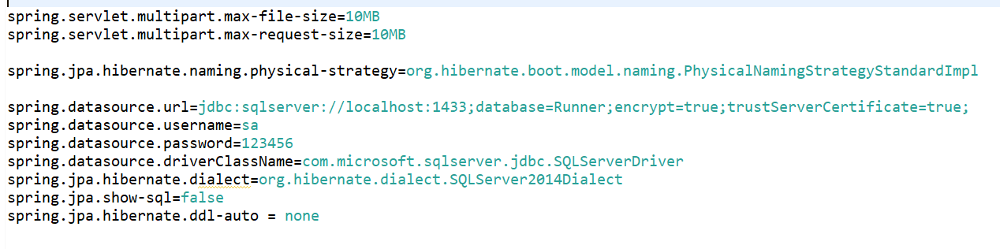 spring.servlet.multipart.max-file-size=10MB
spring.servlet.multipart.max-request-size=10MB
spring.jpa.hibernate.naming.physical-strategy=org.hibernate.boot.model.naming.PhysicalNamingStrategyStandardImpl
spring.datasource.url=jdbc:sqlserver://localhost:1433;database=Runner;encrypt=true;trustServerCertificate=true;
spring.datasource.username=sa
spring.datasource.password=123456
spring.datasource.driverClassName=com.microsoft.sqlserver.jdbc.SQLServerDriver
spring.jpa.hibernate.dialect=org.hibernate.dialect.SQLServer2014Dialect
spring.jpa.show-sql=false
spring.jpa.hibernate.ddl-auto = none